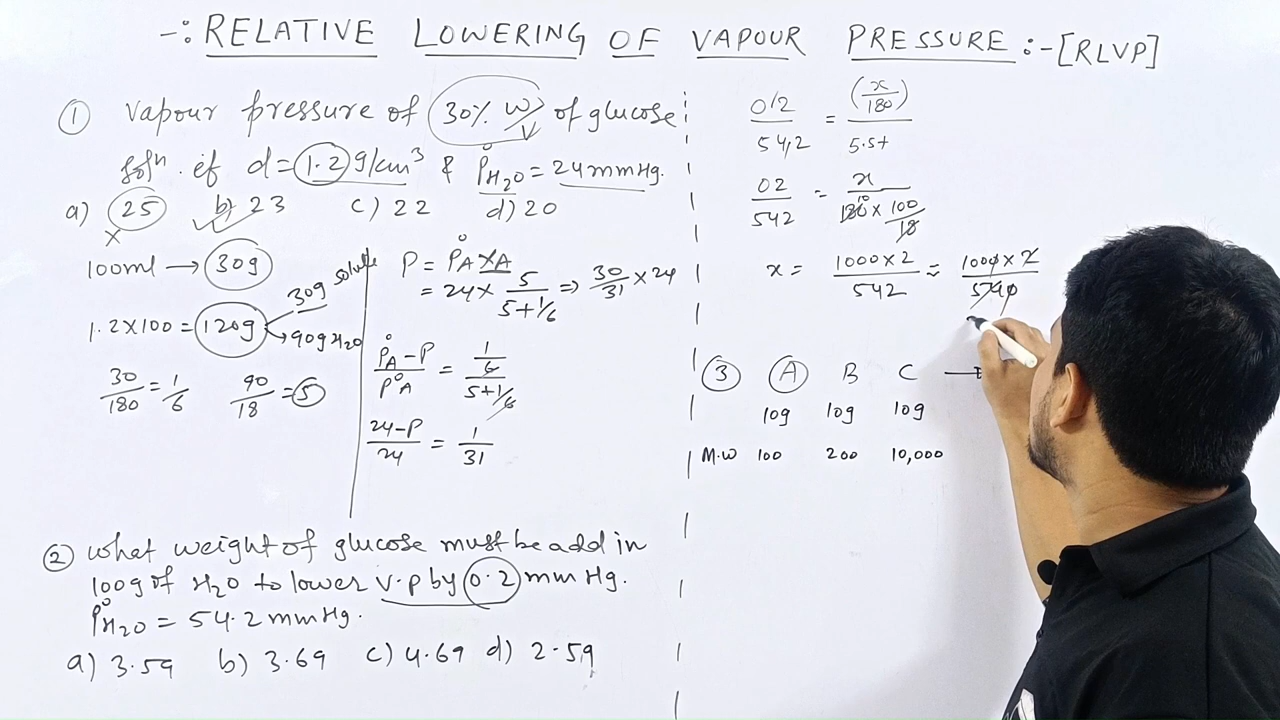 -: RELATIVE LOWERING OF VAPOUR PRESSURE :- [RLVP]
① Vapour pressure of 30% w/v of glucose
solⁿ. if d = 1.2 g/cm³ & P°H₂O = 24 mmHg.
a) 25 b) 23 c) 22 d) 20
100ml → 30g
1.2 × 100 = 120g → 30g solute
→ 90g H₂O
30/180 = 1/6 90/18 = 5
P = P°A XA
= 24 × 5/(5+1/6) ⇒ 30/31 × 24
(P°A - P)/P°A = (1/6)/(5+1/6)
(24-P)/24 = 1/31
② what weight of glucose must be add in
100g of H₂O to lower v.p by 0.2 mm Hg.
P°H₂O = 54.2 mm Hg.
a) 3.59 b) 3.69 c) 4.69 d) 2.59
0.2/54.2 = (x/180)/5.5+
02/542 = x/(180 × 100/18)
x = (1000×2)/542 ≈ (1000×2)/540
③ A B C →
10g 10g 10g
M.W 100 200 10,000